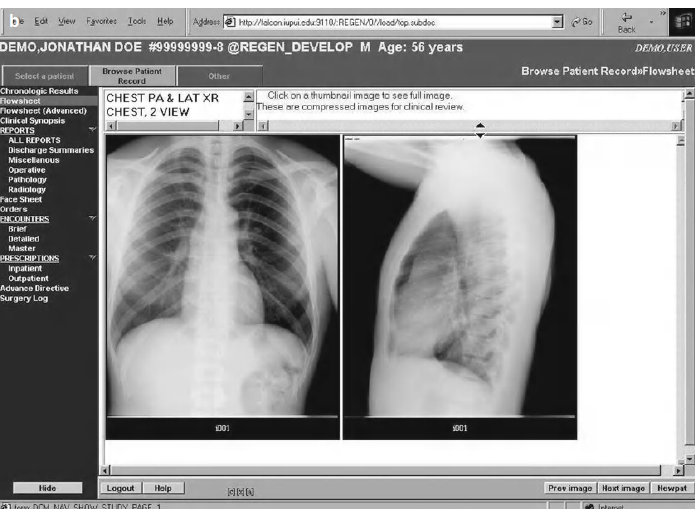 Edit View Favorites Tools Help Address http://falcon.iupui.edu:9110/:REGEN/0//load/top.subdoc Go Back
DEMO,JONATHAN DOE #99999999-8 @REGEN_DEVELOP M Age: 56 years DEMO,USER
Select a patient Browse Patient Record Other Browse Patient Record»Flowsheet
Chronologic Results
Flowsheet
Flowsheet (Advanced)
Clinical Synopsis
REPORTS
ALL REPORTS
Discharge Summaries
Miscellaneous
Operative
Pathology
Radiology
Face Sheet
Orders
ENCOUNTERS
Brief
Detailed
Master
PRESCRIPTIONS
Inpatient
Outpatient
Advance Directive
Surgery Log
CHEST PA & LAT XR
CHEST, 2 VIEW
Click on a thumbnail image to see full image.
These are compressed images for clinical review.
i001 i001
Hide Logout Help Prev image Next image Newpat
form DCM_NAV_SHOW_STUDY_PAGE_1 Internet